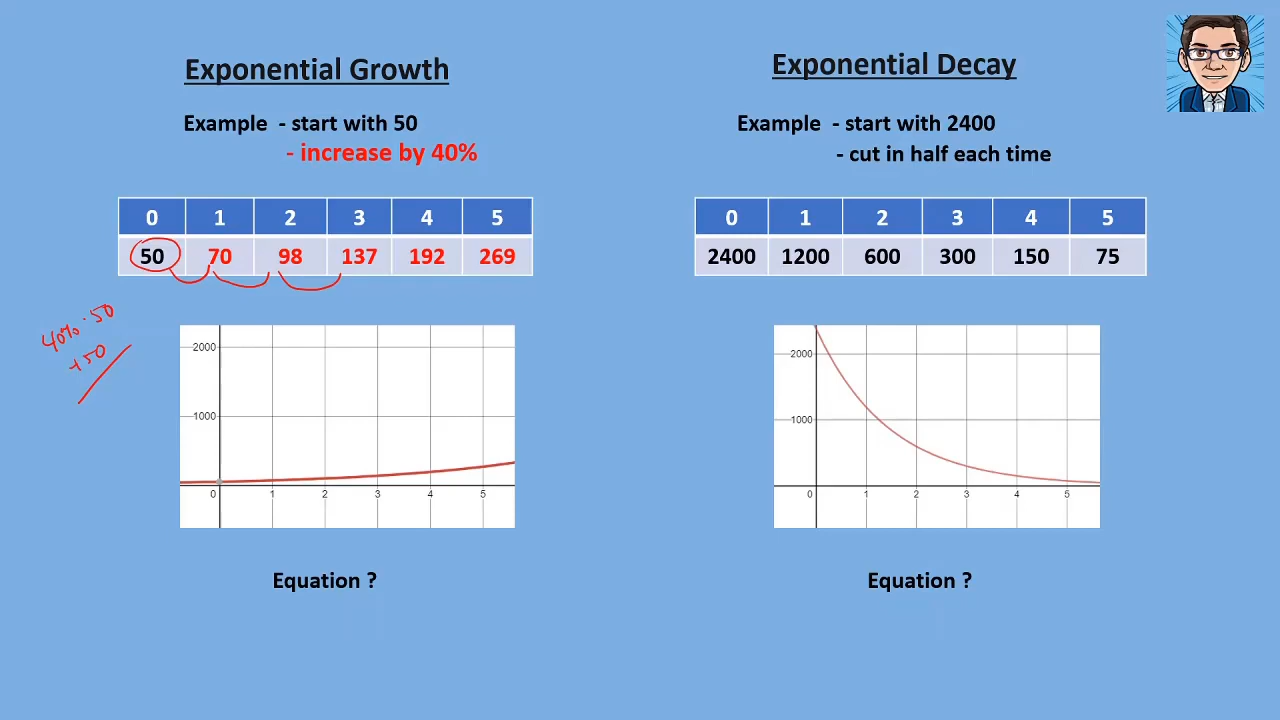 Exponential Growth
Example - start with 50
- increase by 40%
0 1 2 3 4 5
50 70 98 137 192 269
40% · 50
+ 50
2000
1000
0 1 2 3 4 5
Equation ?
Exponential Decay
Example - start with 2400
- cut in half each time
0 1 2 3 4 5
2400 1200 600 300 150 75
2000
1000
0 1 2 3 4 5
Equation ?